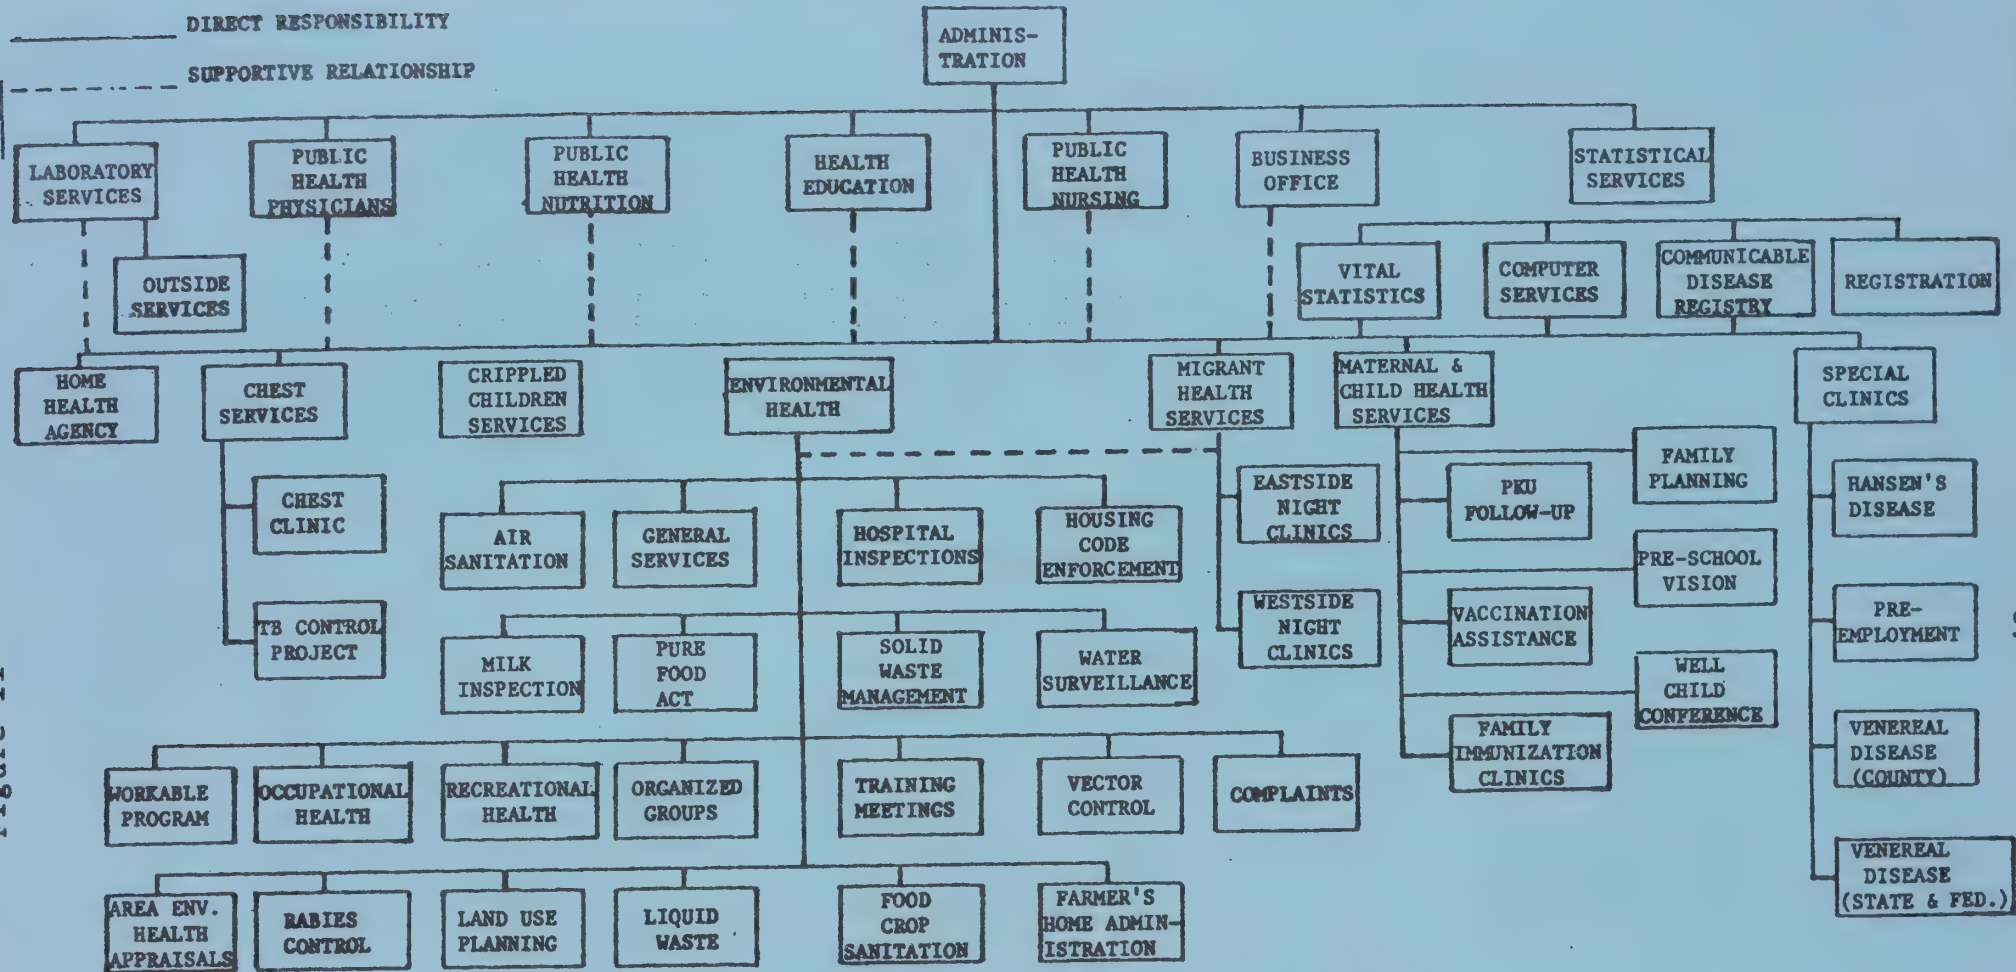 DIRECT RESPONSIBILITY
SUPPORTIVE RELATIONSHIP
ADMINIS-
TRATION
LABORATORY
SERVICES
PUBLIC
HEALTH
PHYSICIANS
PUBLIC
HEALTH
NUTRITION
HEALTH
EDUCATION
PUBLIC
HEALTH
NURSING
BUSINESS
OFFICE
STATISTICAL
SERVICES
OUTSIDE
SERVICES
VITAL
STATISTICS
COMPUTER
SERVICES
COMMUNICABLE
DISEASE
REGISTRY
REGISTRATION
HOME
HEALTH
AGENCY
CHEST
SERVICES
CRIPPLED
CHILDREN
SERVICES
ENVIRONMENTAL
HEALTH
MIGRANT
HEALTH
SERVICES
MATERNAL &
CHILD HEALTH
SERVICES
SPECIAL
CLINICS
CHEST
CLINIC
TB CONTROL
PROJECT
AIR
SANITATION
GENERAL
SERVICES
HOSPITAL
INSPECTIONS
HOUSING
CODE
ENFORCEMENT
EASTSIDE
NIGHT
CLINICS
WESTSIDE
NIGHT
CLINICS
PKU
FOLLOW-UP
FAMILY
PLANNING
PRE-SCHOOL
VISION
VACCINATION
ASSISTANCE
WELL
CHILD
CONFERENCE
FAMILY
IMMUNIZATION
CLINICS
HANSEN'S
DISEASE
PRE-
EMPLOYMENT
VENEREAL
DISEASE
(COUNTY)
VENEREAL
DISEASE
(STATE & FED.)
MILK
INSPECTION
PURE
FOOD
ACT
SOLID
WASTE
MANAGEMENT
WATER
SURVEILLANCE
WORKABLE
PROGRAM
OCCUPATIONAL
HEALTH
RECREATIONAL
HEALTH
ORGANIZED
GROUPS
TRAINING
MEETINGS
VECTOR
CONTROL
COMPLAINTS
AREA ENV.
HEALTH
APPRAISALS
RABIES
CONTROL
LAND USE
PLANNING
LIQUID
WASTE
FOOD
CROP
SANITATION
FARMER'S
HOME ADMIN-
ISTRATION